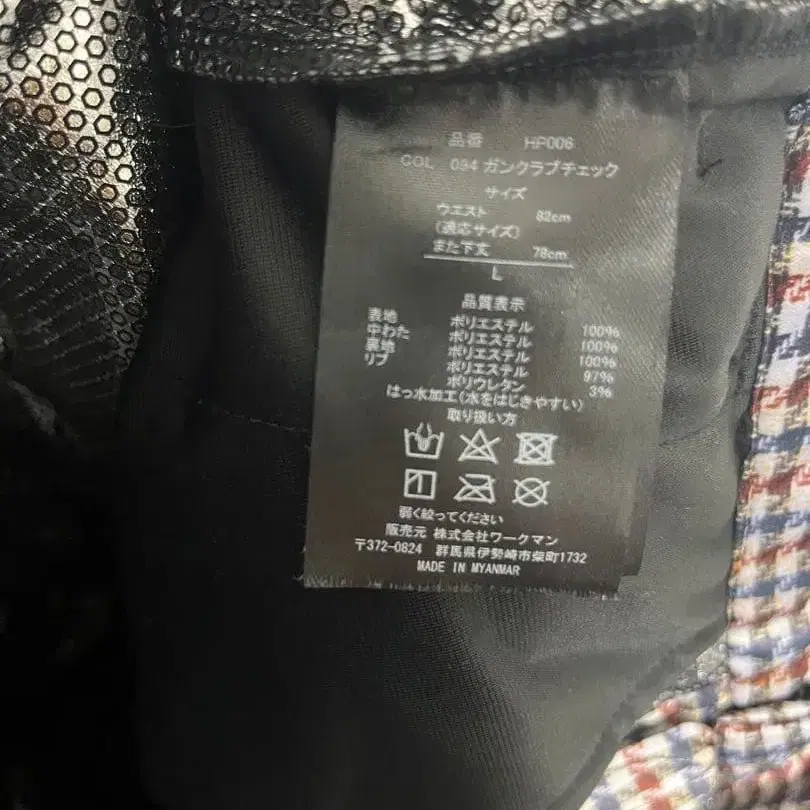 品番 HP006
COL 094 ガンクラブチェック
サイズ
ウエスト 82cm
(適応サイズ)
また下丈 78cm
L
品質表示
表地 ポリエステル 100%
中わた ポリエステル 100%
裏地 ポリエステル 100%
リブ ポリエステル 97%
ポリウレタン 3%
はっ水加工(水をはじきやすい)
取り扱い方
弱く絞ってください
販売元 株式会社ワークマン
〒372-0824 群馬県伊勢崎市柴町1732
MADE IN MYANMAR